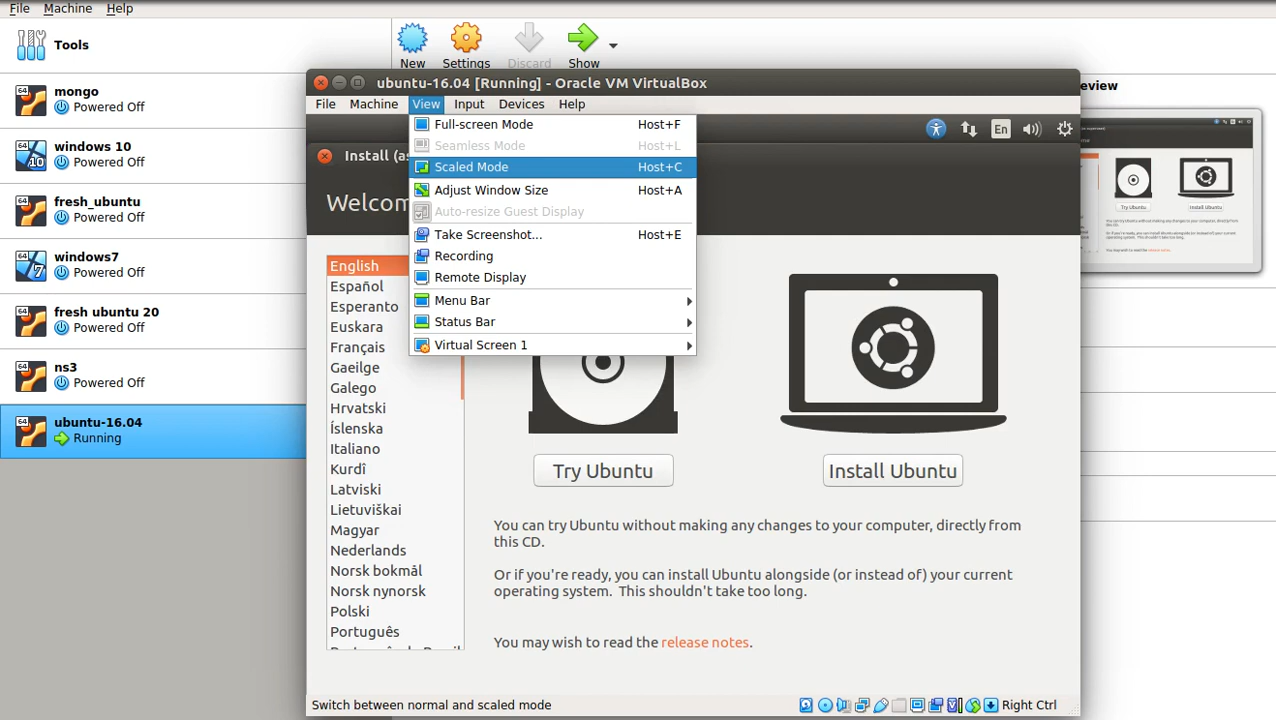 File Machine Help
Tools
New Settings Discard Show
mongo
Powered Off
windows 10
Powered Off
fresh_ubuntu
Powered Off
windows7
Powered Off
fresh ubuntu 20
Powered Off
ns3
Powered Off
ubuntu-16.04
Running
eview
ubuntu-16.04 [Running] - Oracle VM VirtualBox
File Machine View Input Devices Help
En
Install (as
Welcom
Full-screen Mode Host+F
Seamless Mode Host+L
Scaled Mode Host+C
Adjust Window Size Host+A
Auto-resize Guest Display
Take Screenshot... Host+E
Recording
Remote Display
Menu Bar
Status Bar
Virtual Screen 1
English
Español
Esperanto
Euskara
Français
Gaeilge
Galego
Hrvatski
Íslenska
Italiano
Kurdî
Latviski
Lietuviškai
Magyar
Nederlands
Norsk bokmål
Norsk nynorsk
Polski
Português
Try Ubuntu
Install Ubuntu
You can try Ubuntu without making any changes to your computer, directly from
this CD.
Or if you're ready, you can install Ubuntu alongside (or instead of) your current
operating system. This shouldn't take too long.
You may wish to read the release notes.
Switch between normal and scaled mode
Right Ctrl
Try Ubuntu
Install Ubuntu